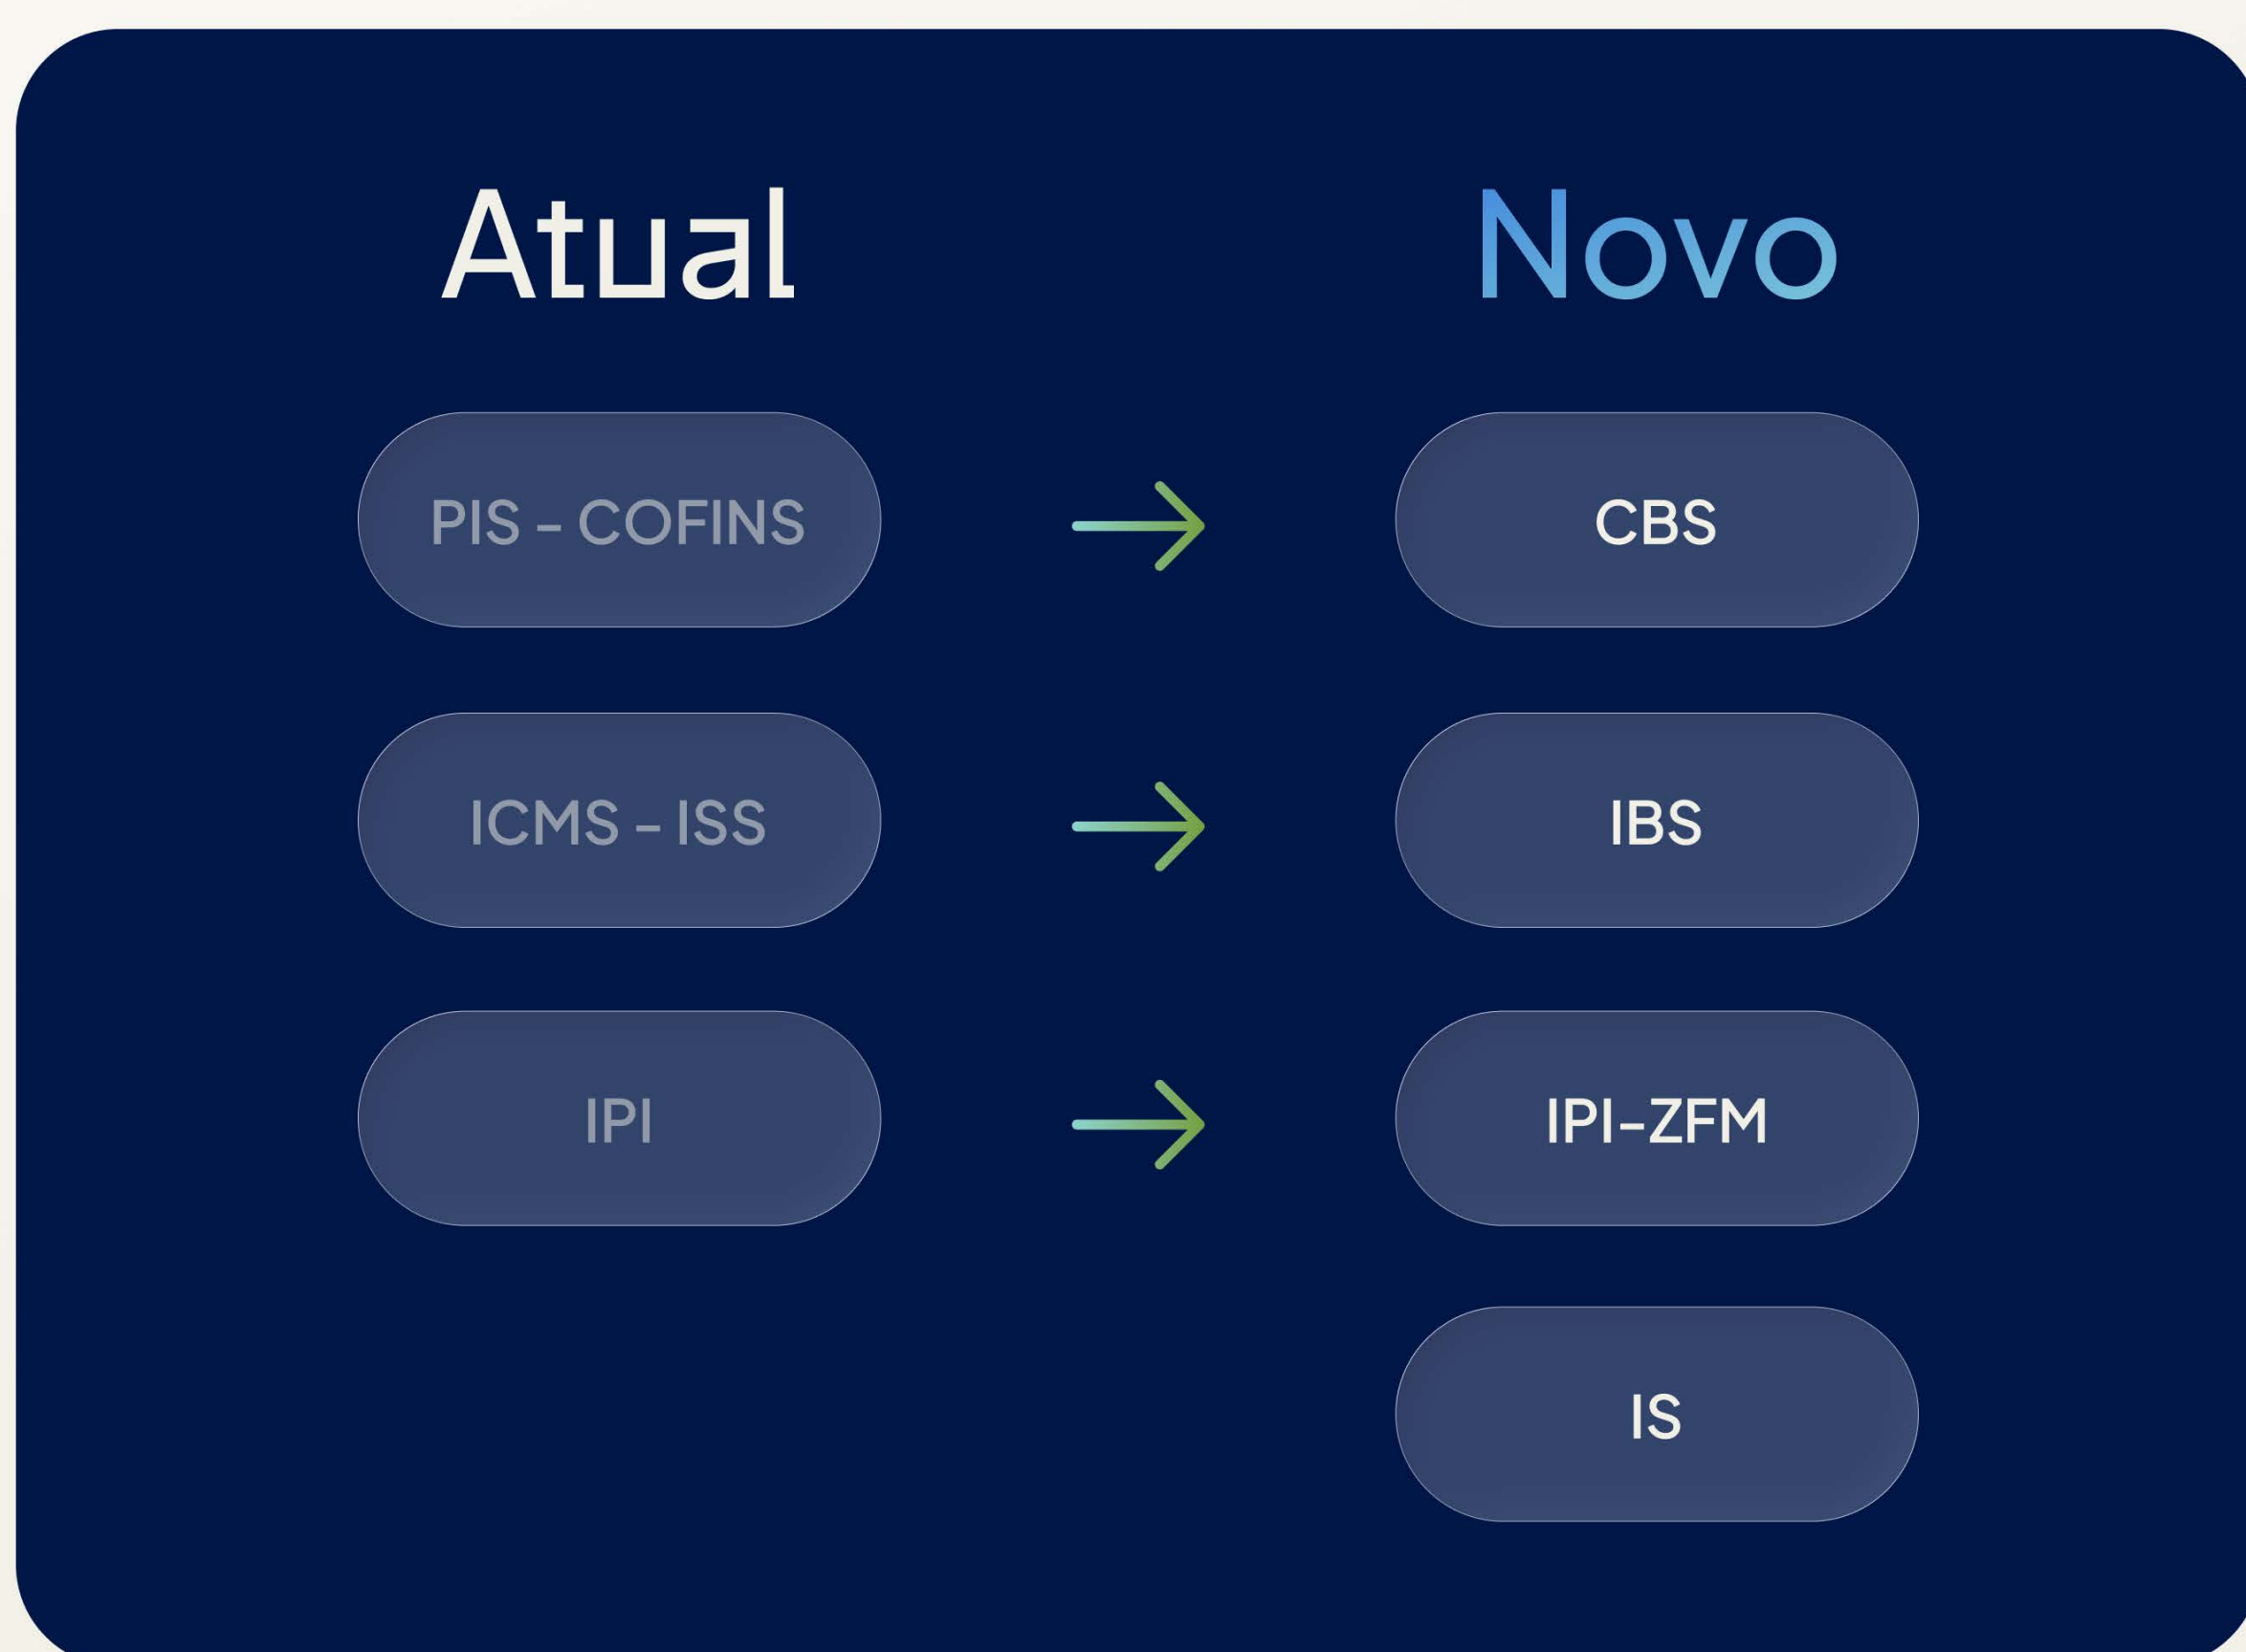 Atual Novo
PIS - COFINS CBS
ICMS - ISS IBS
IPI IPI-ZFM
IS